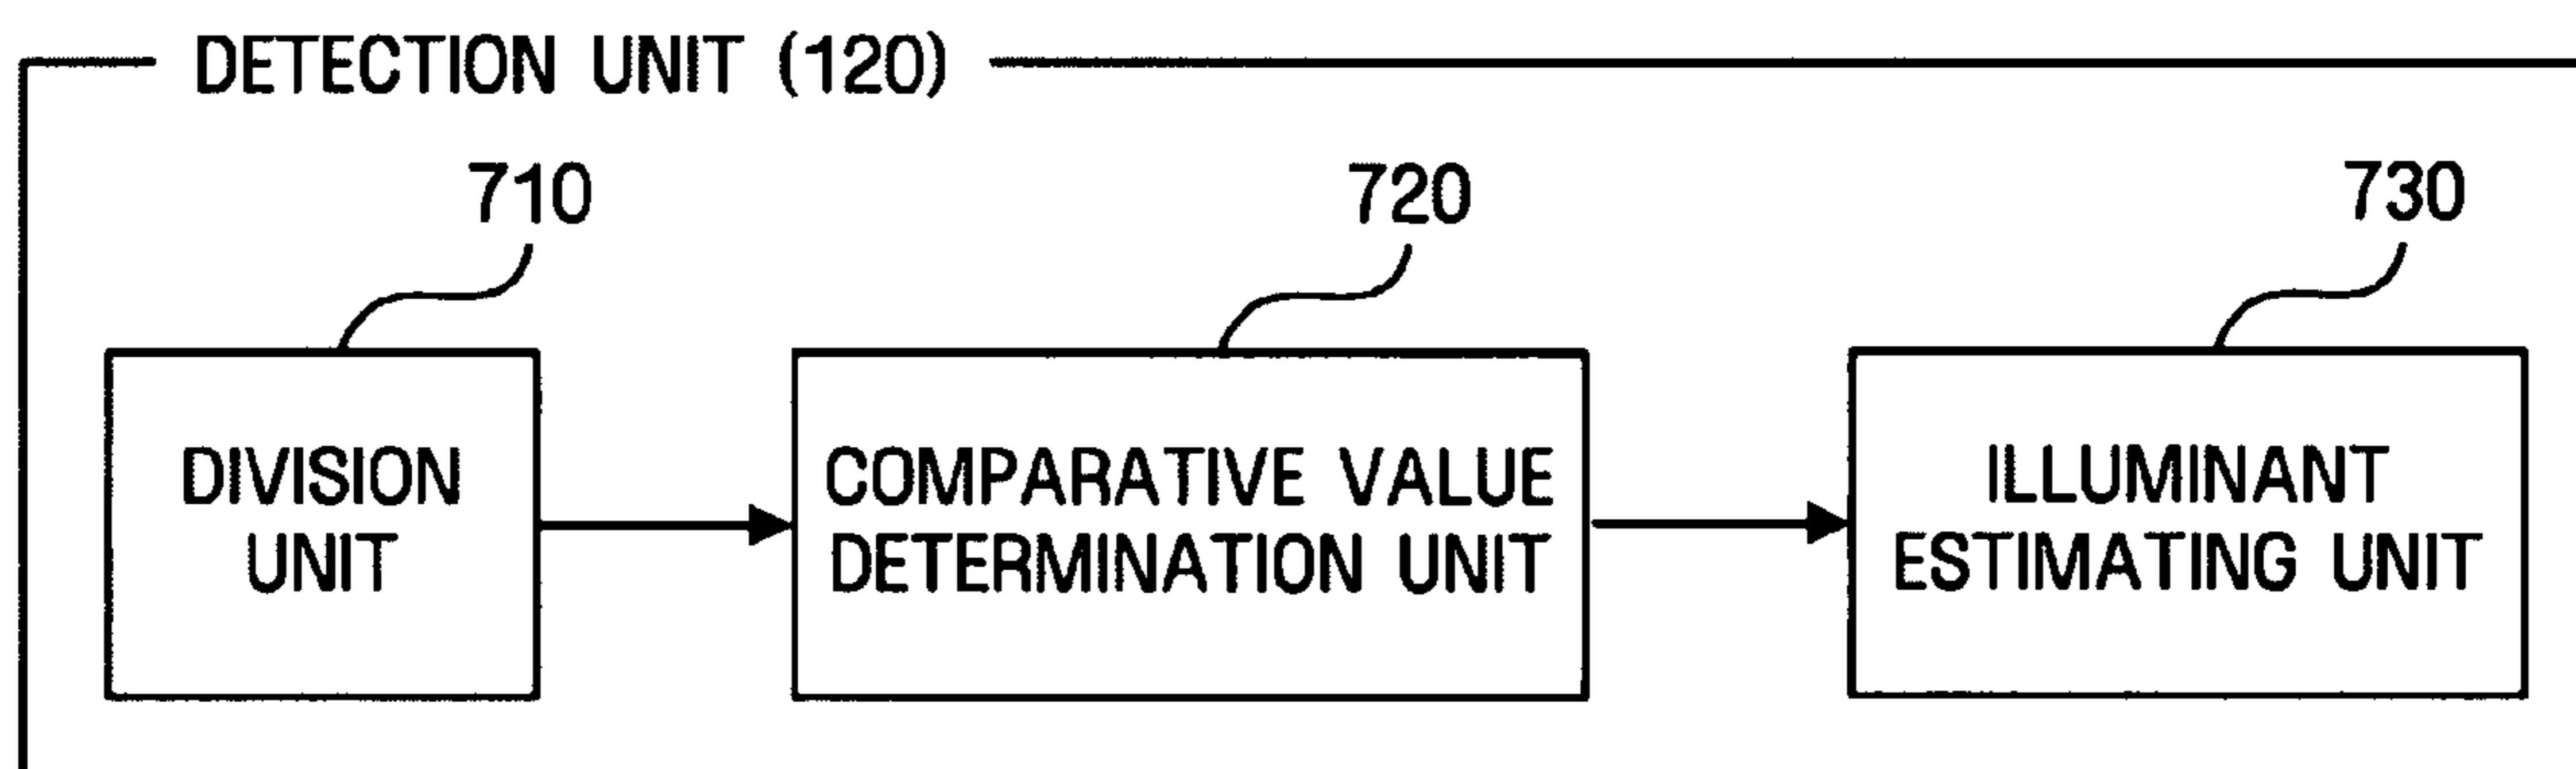 DETECTION UNIT (120)
710
720
730
DIVISION
UNIT
COMPARATIVE VALUE
DETERMINATION UNIT
ILLUMINANT
ESTIMATING UNIT